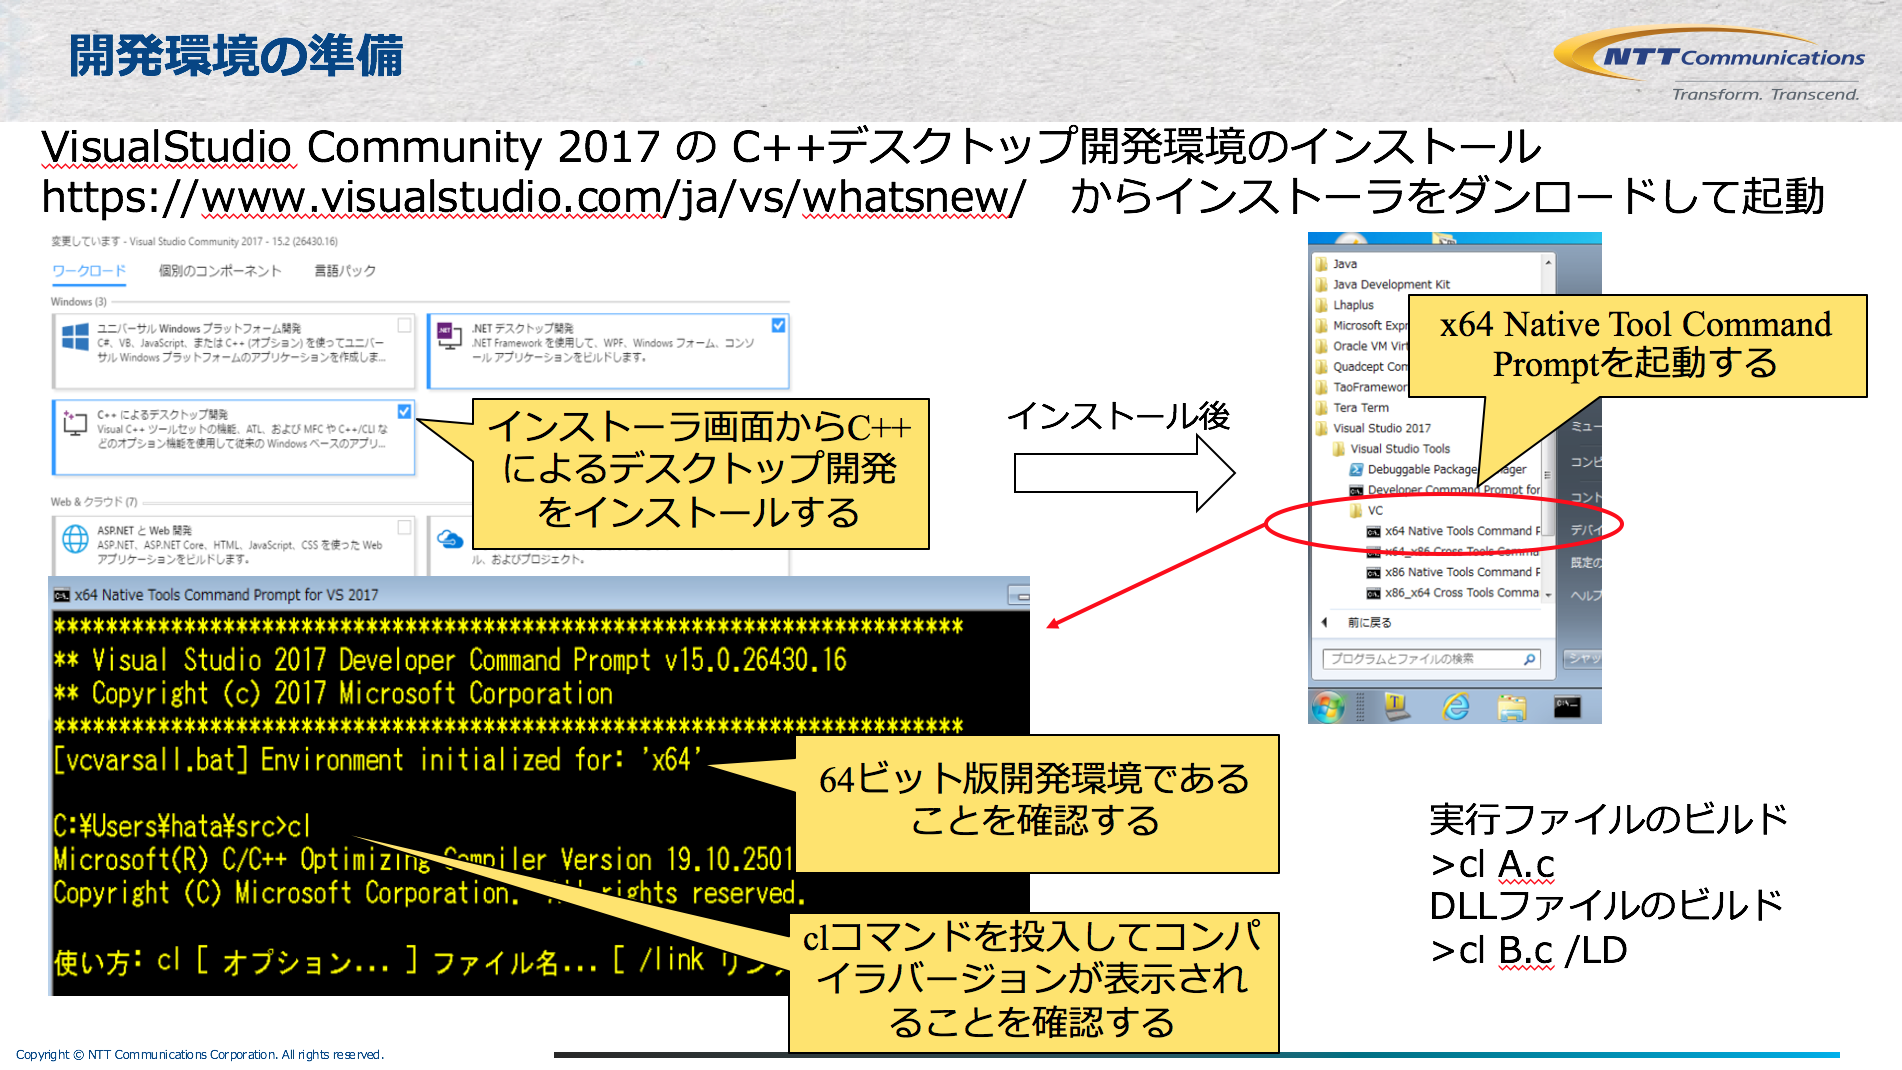 開発環境の準備
NTT Communications
Transform. Transcend.
VisualStudio Community 2017 の C++デスクトップ開発環境のインストール
https://www.visualstudio.com/ja/vs/whatsnew/ からインストーラをダンロードして起動
変更しています - Visual Studio Community 2017 - 15.2 (26430.16)
ワークロード 個別のコンポーネント 言語パック
Windows (3)
ユニバーサル Windows プラットフォーム開発
C#、VB、JavaScript、または C++ (オプション) を使ってユニバー
サル Windows プラットフォームのアプリケーションを作成しま...
.NET デスクトップ開発
.NET Framework を使用して、WPF、Windows フォーム、コンソ
ール アプリケーションをビルドします。
C++ によるデスクトップ開発
Visual C++ ツールセットの機能、ATL、および MFC や C++/CLI な
どのオプション機能を使用して従来の Windows ベースのアプリ...
インストーラ画面からC++
によるデスクトップ開発
をインストールする
Web & クラウド (7)
ASP.NET と Web 開発
ASP.NET、ASP.NET Core、HTML、JavaScript、CSS を使った Web
アプリケーションをビルドします。
ル、およびプロジェクト。
インストール後
Java
Java Development Kit
Lhaplus
Microsoft Expr
Oracle VM Virt
Quadcept Con
TaoFramewor
Tera Term
Visual Studio 2017
Visual Studio Tools
Debuggable Package ager
Developer Command Prompt for
VC
x64 Native Tools Command P
x64_x86 Cross Tools Comma
x86 Native Tools Command P
x86_x64 Cross Tools Comma
前に戻る
プログラムとファイルの検索
ミュー
コンピ
コント
デバイ
既定の
ヘルプ
シャッ
x64 Native Tool Command
Promptを起動する
x64 Native Tools Command Prompt for VS 2017
**********************************************************************
** Visual Studio 2017 Developer Command Prompt v15.0.26430.16
** Copyright (c) 2017 Microsoft Corporation
**********************************************************************
[vcvarsall.bat] Environment initialized for: 'x64'
C:¥Users¥hata¥src>cl
Microsoft(R) C/C++ Optimizing Compiler Version 19.10.2501
Copyright (C) Microsoft Corporation. All rights reserved.
使い方: cl [ オプション... ] ファイル名... [ /link リンク
64ビット版開発環境である
ことを確認する
clコマンドを投入してコンパ
イラバージョンが表示され
ることを確認する
実行ファイルのビルド
>cl A.c
DLLファイルのビルド
>cl B.c /LD
Copyright © NTT Communications Corporation. All rights reserved.